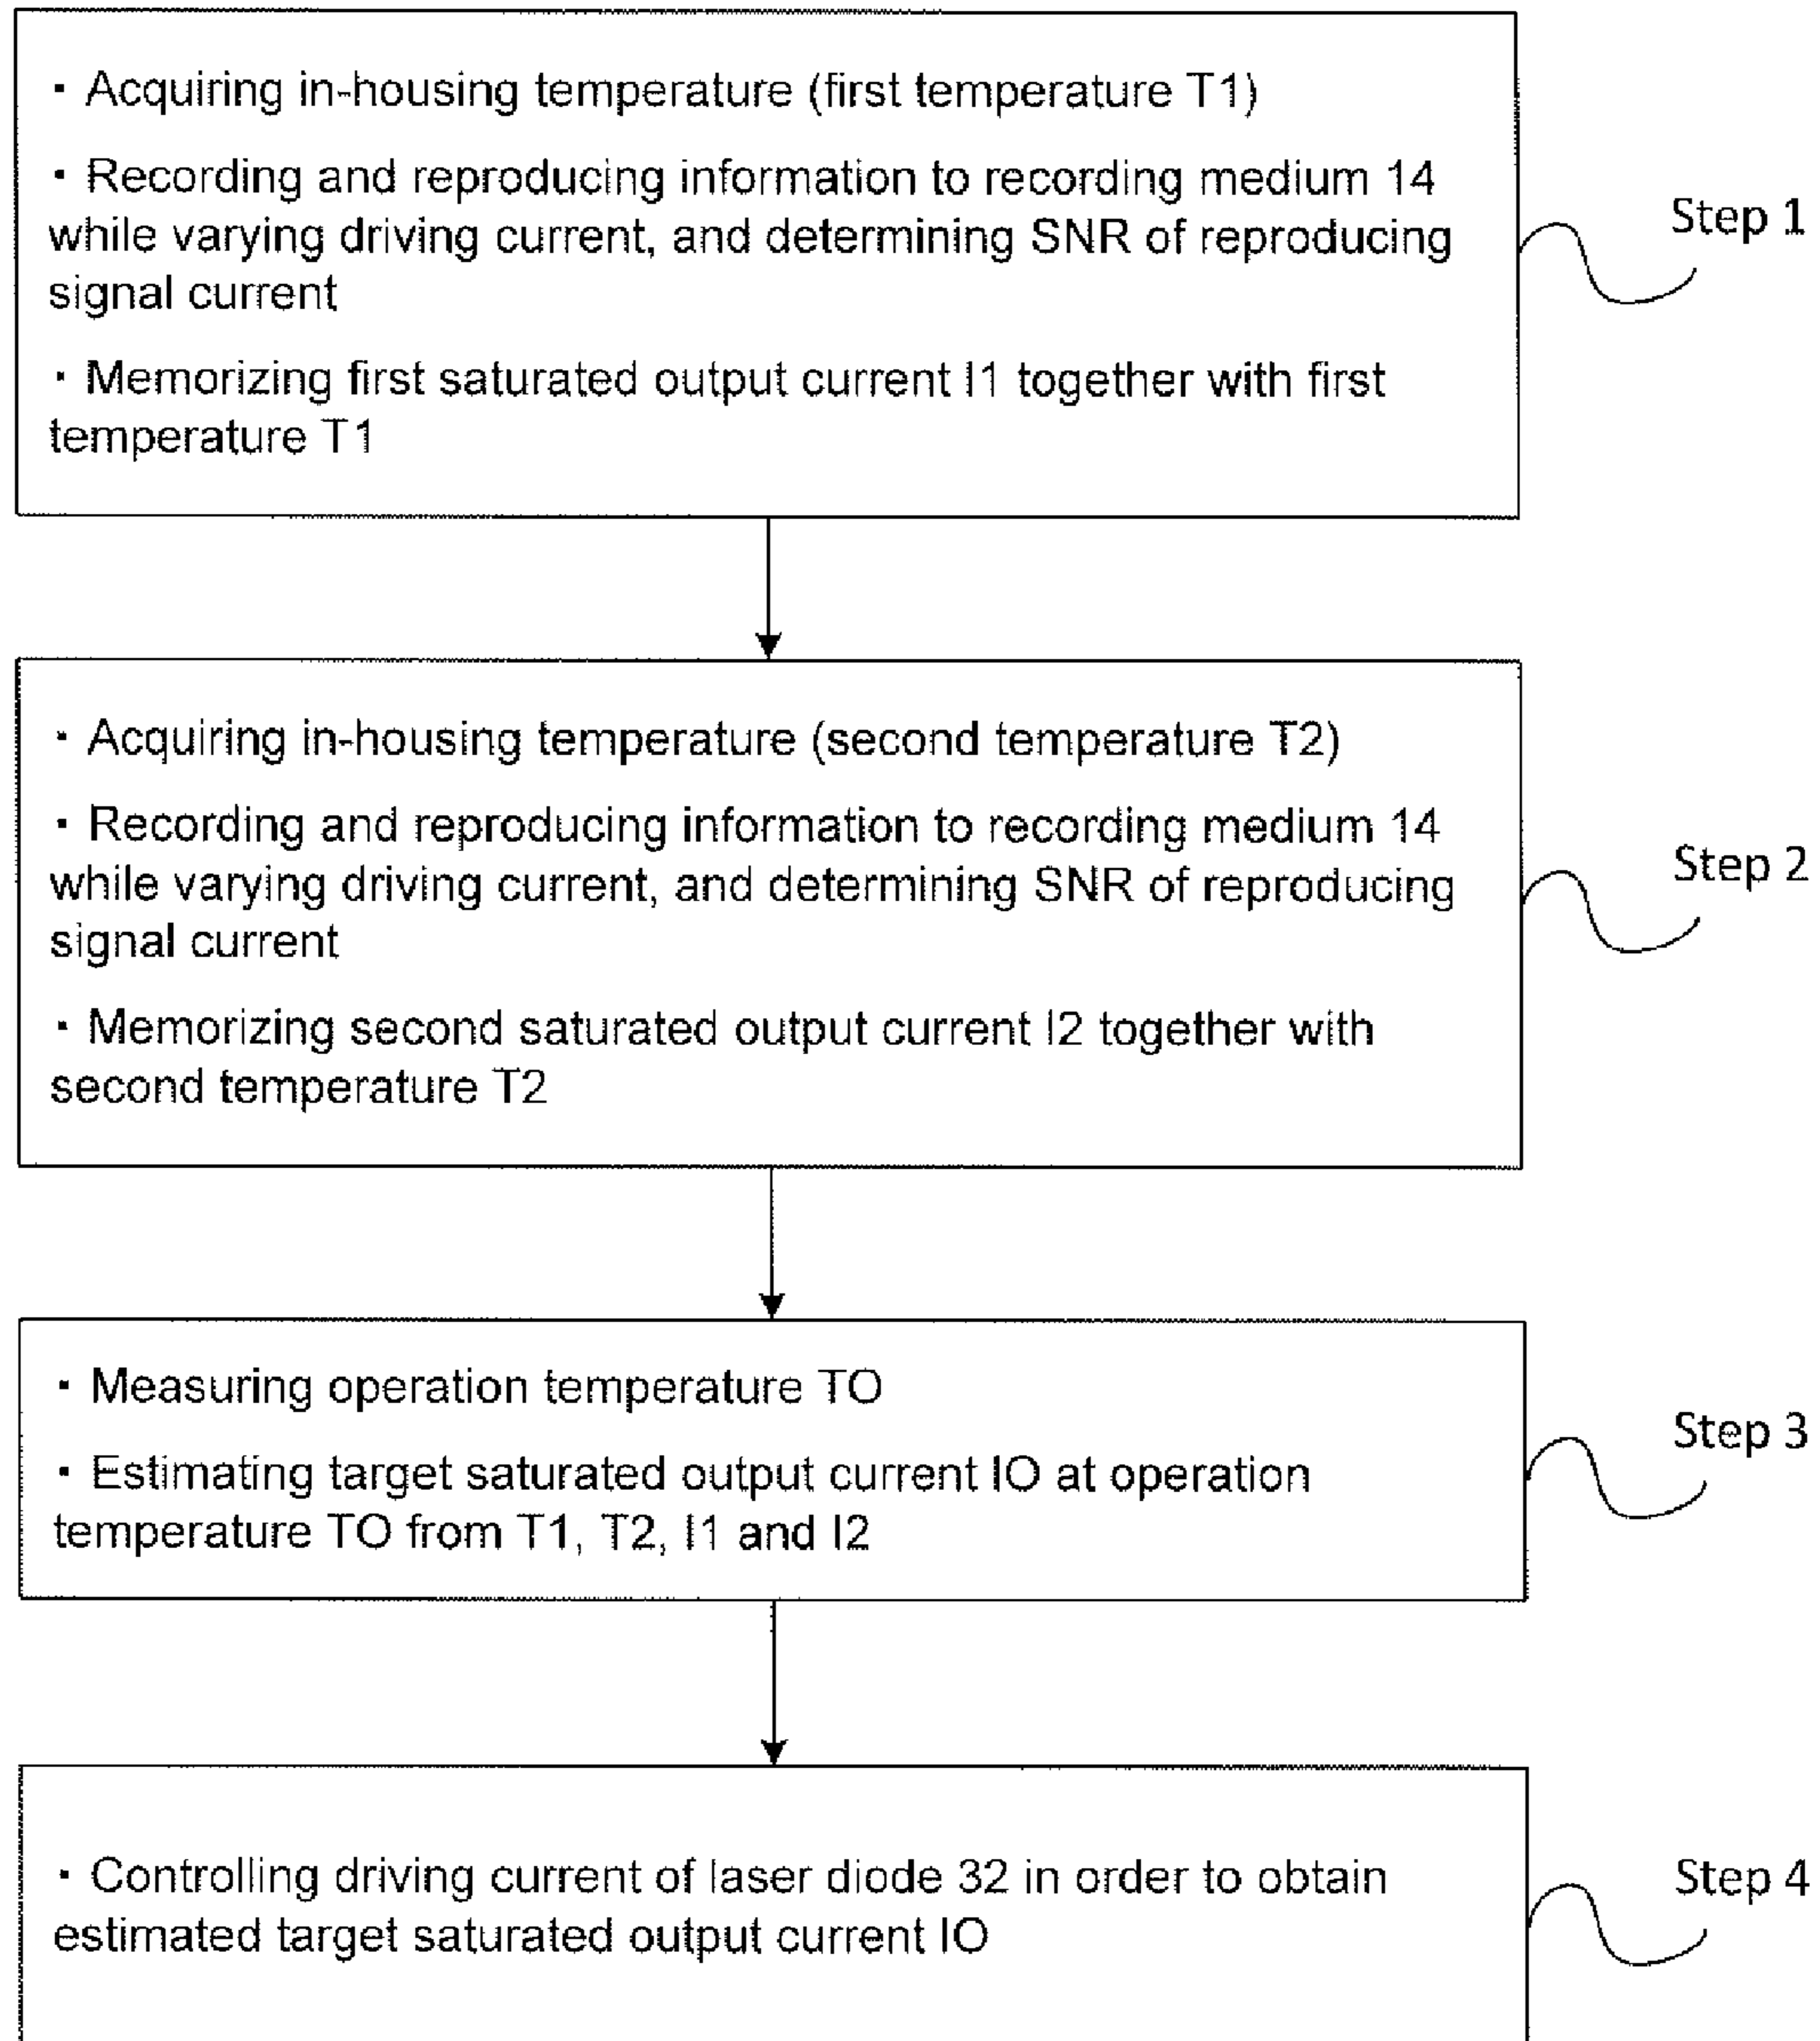 ・Acquiring in-housing temperature (first temperature T1)
・Recording and reproducing information to recording medium 14
while varying driving current, and determining SNR of reproducing
signal current
・Memorizing first saturated output current I1 together with first
temperature T1
Step 1
・Acquiring in-housing temperature (second temperature T2)
・Recording and reproducing information to recording medium 14
while varying driving current, and determining SNR of reproducing
signal current
・Memorizing second saturated output current I2 together with
second temperature T2
Step 2
・Measuring operation temperature TO
・Estimating target saturated output current IO at operation
temperature TO from T1, T2, I1 and I2
Step 3
・Controlling driving current of laser diode 32 in order to obtain
estimated target saturated output current IO
Step 4